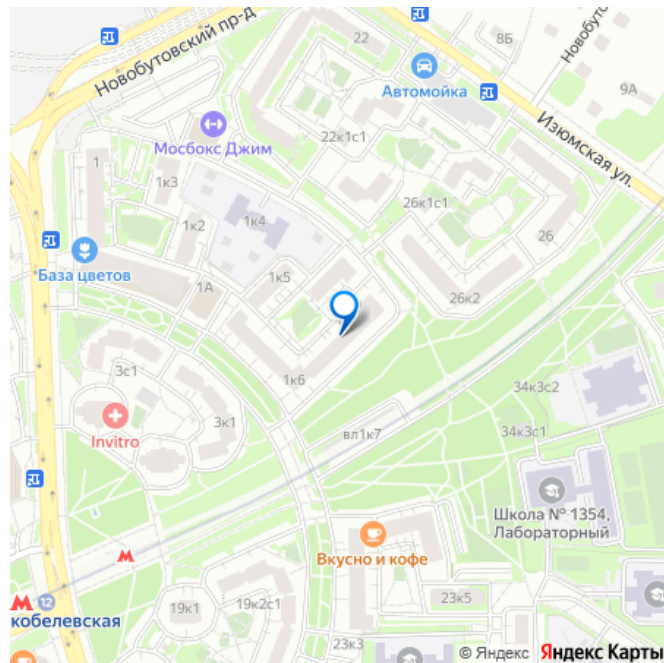 Новобутовский пр-д
22
8Б
Новобуто
Автомойка
9А
Изюмская ул.
Мосбокс Джим
22к1с1
1
1к3
1к2
1к4
26к1с1
26
База цветов
1А
1к5
26к2
1к6
3с1
Invitro
3к1
вл1к7
34к3с2
34к3с1
Школа № 1354,
Лабораторный
Вкусно и кофе
12
кобелевская
19к1
19к2с1
23к5
23к3
© Яндекс Яндекс Карты